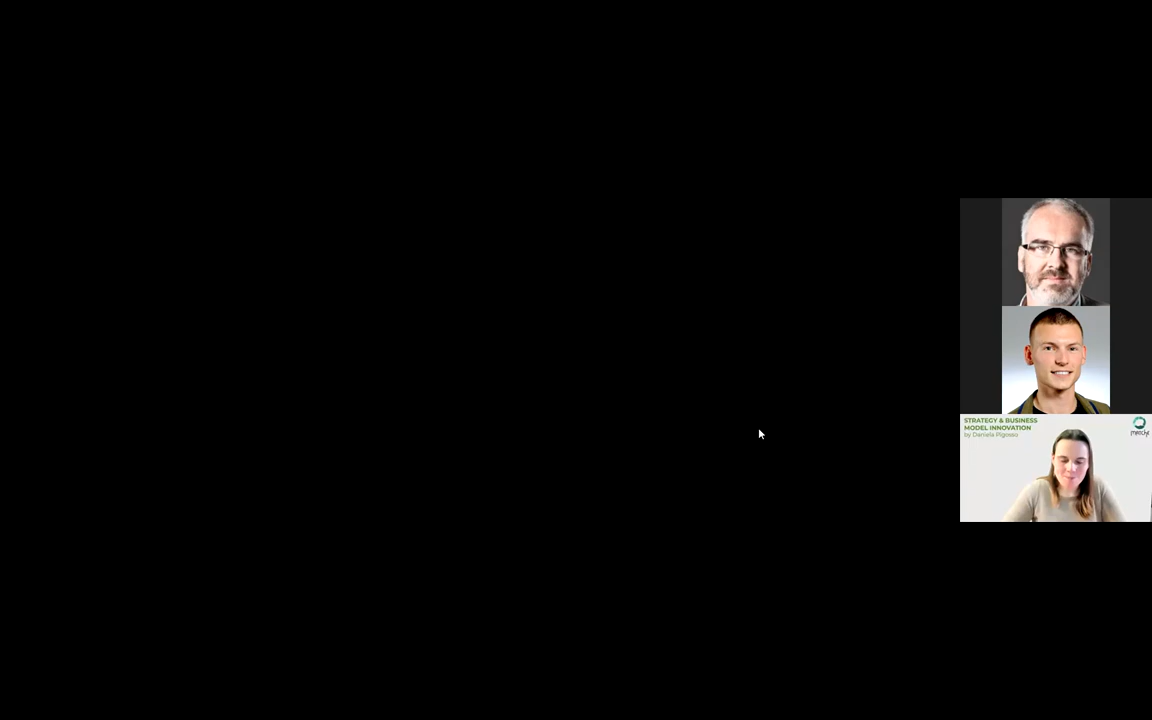 STRATEGY & BUSINESS
MODEL INNOVATION
by Daniela Pigosso